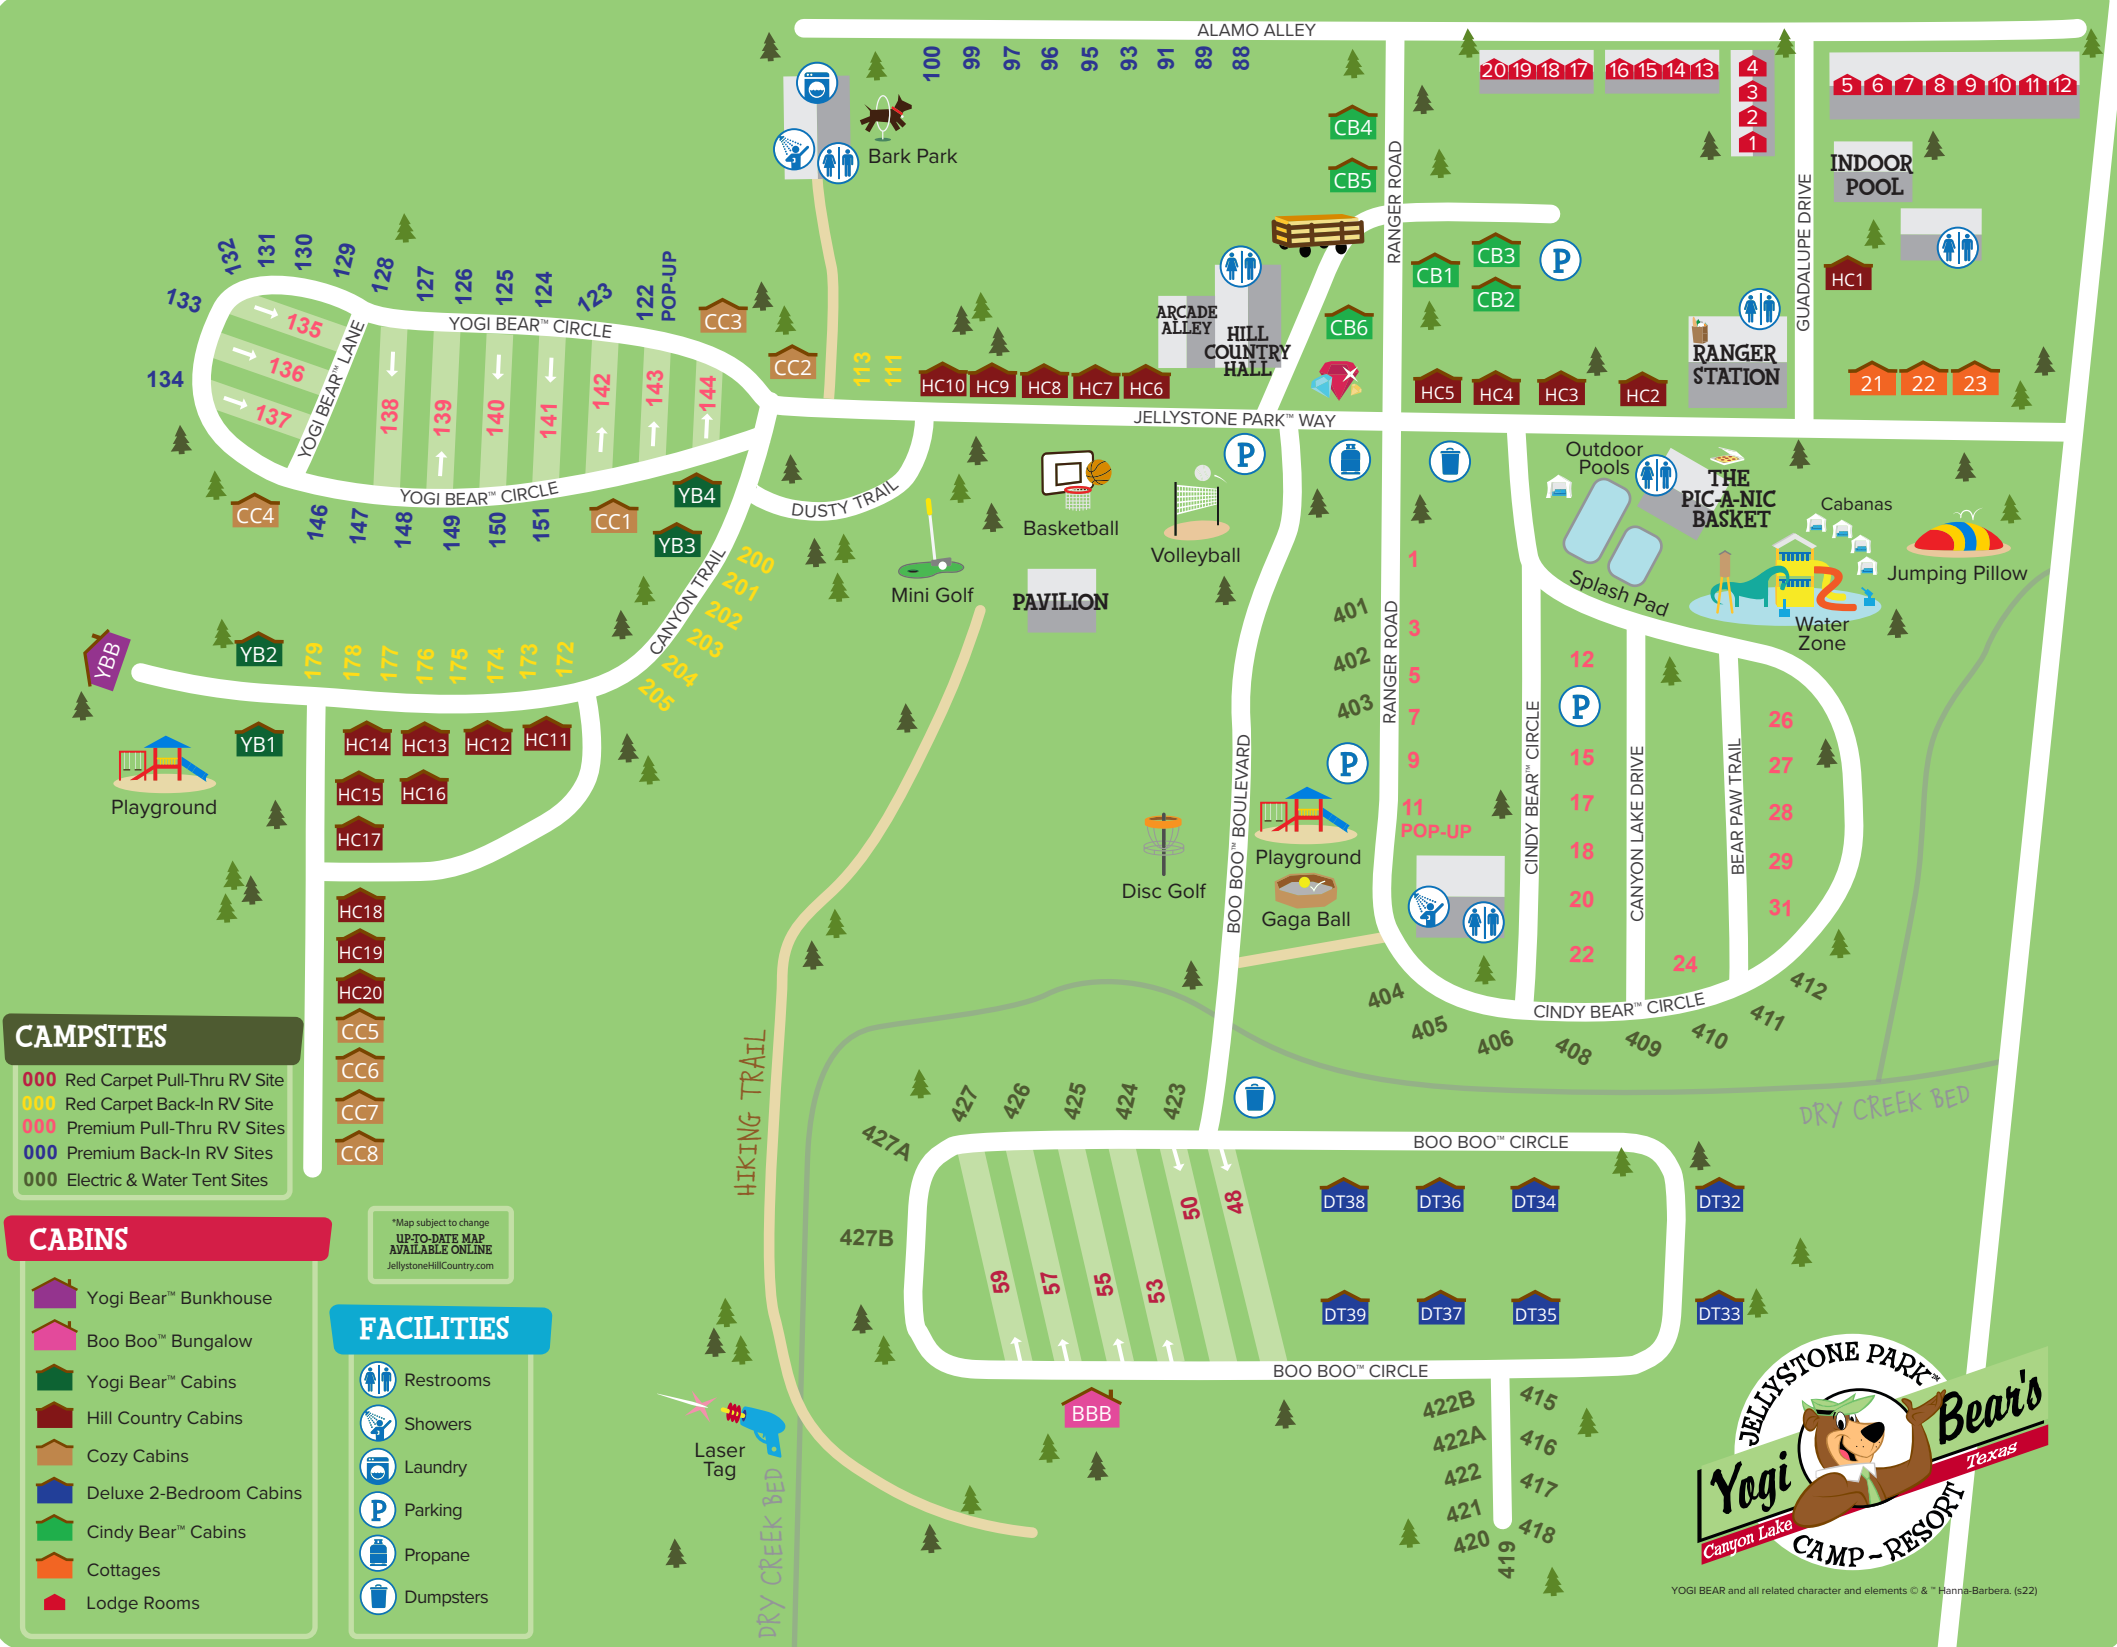 ALAMO ALLEY
100
99
97
96
95
93
91
89
88
20 19 18 17
16 15 14 13
4
3
2
1
5 6 7 8 9 10 11 12
Bark Park
CB4
CB5
RANGER ROAD
GUADALUPE DRIVE
INDOOR
POOL
CB1
CB3
CB2
P
HC1
ARCADE
ALLEY
HILL
COUNTRY
HALL
CB6
RANGER
STATION
21
22
23
132
131
130
129
128
127
126
125
124
123
122
POP-UP
133
134
135
136
137
YOGI BEAR™ LANE
YOGI BEAR™ CIRCLE
138
139
140
141
142
143
144
YOGI BEAR™ CIRCLE
CC3
CC2
113
111
HC10
HC9
HC8
HC7
HC6
HC5
HC4
HC3
HC2
JELLYSTONE PARK™ WAY
CC4
146
147
148
149
150
151
CC1
YB4
YB3
DUSTY TRAIL
CANYON TRAIL
200
201
202
203
204
205
Mini Golf
Basketball
Volleyball
PAVILION
P
Outdoor
Pools
THE
PIC-A-NIC
BASKET
Cabanas
Splash Pad
Water
Zone
Jumping Pillow
YBB
YB2
179
178
177
176
175
174
173
172
YB1
Playground
HC14
HC13
HC12
HC11
HC15
HC16
HC17
HC18
HC19
HC20
CC5
CC6
CC7
CC8
BOO BOO™ BOULEVARD
401
402
403
RANGER ROAD
1
3
5
7
9
11
POP-UP
P
Playground
Gaga Ball
Disc Golf
CINDY BEAR™ CIRCLE
12
P
15
17
18
20
22
CANYON LAKE DRIVE
24
BEAR PAW TRAIL
26
27
28
29
31
CINDY BEAR™ CIRCLE
404
405
406
408
409
410
411
412
DRY CREEK BED
HIKING TRAIL
427A
427B
427
426
425
424
423
BOO BOO™ CIRCLE
59
57
55
53
50
48
DT38
DT36
DT34
DT32
DT39
DT37
DT35
DT33
BOO BOO™ CIRCLE
BBB
Laser
Tag
DRY CREEK BED
422B
422A
422
421
420
419
415
416
417
418
CAMPSITES
000 Red Carpet Pull-Thru RV Site
000 Red Carpet Back-In RV Site
000 Premium Pull-Thru RV Sites
000 Premium Back-In RV Sites
000 Electric & Water Tent Sites
CABINS
Yogi Bear™ Bunkhouse
Boo Boo™ Bungalow
Yogi Bear™ Cabins
Hill Country Cabins
Cozy Cabins
Deluxe 2-Bedroom Cabins
Cindy Bear™ Cabins
Cottages
Lodge Rooms
*Map subject to change
UP-TO-DATE MAP
AVAILABLE ONLINE
JellystoneHillCountry.com
FACILITIES
Restrooms
Showers
Laundry
P Parking
Propane
Dumpsters
JELLYSTONE PARK™
Yogi Bear's
Canyon Lake Texas
CAMP-RESORT
YOGI BEAR and all related character and elements © & ™ Hanna-Barbera. (s22)